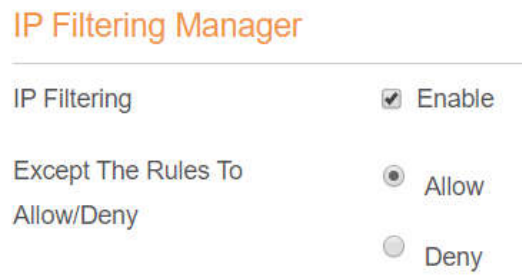 IP Filtering Manager
IP Filtering Enable
Except The Rules To
Allow/Deny
Allow
Deny